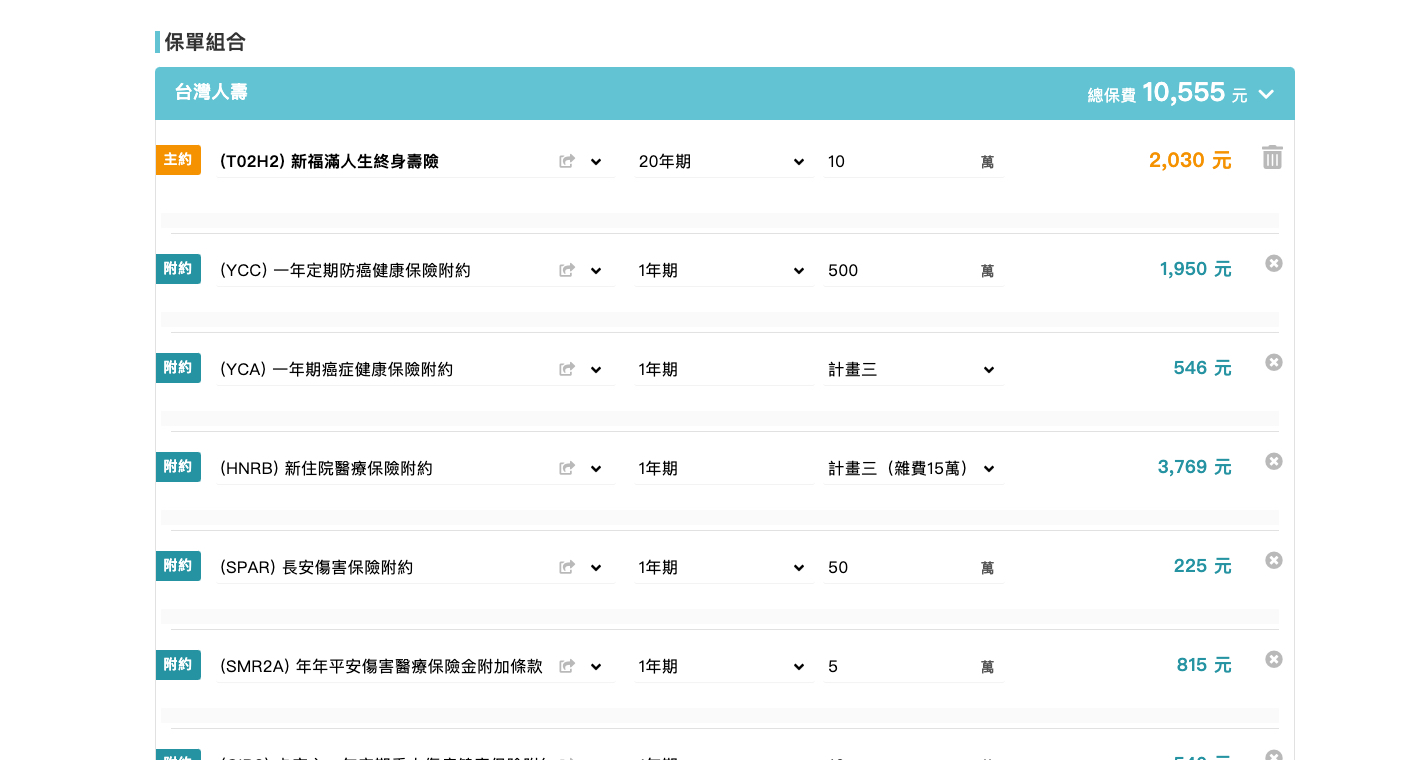 保單組合
台灣人壽 總保費 10,555 元
主約 (T02H2) 新福滿人生終身壽險 20年期 10 萬 2,030 元
附約 (YCC) 一年定期防癌健康保險附約 1年期 500 萬 1,950 元
附約 (YCA) 一年期癌症健康保險附約 1年期 計畫三 546 元
附約 (HNRB) 新住院醫療保險附約 1年期 計畫三（雜費15萬） 3,769 元
附約 (SPAR) 長安傷害保險附約 1年期 50 萬 225 元
附約 (SMR2A) 年年平安傷害醫療保險金附加條款 1年期 5 萬 815 元
附約